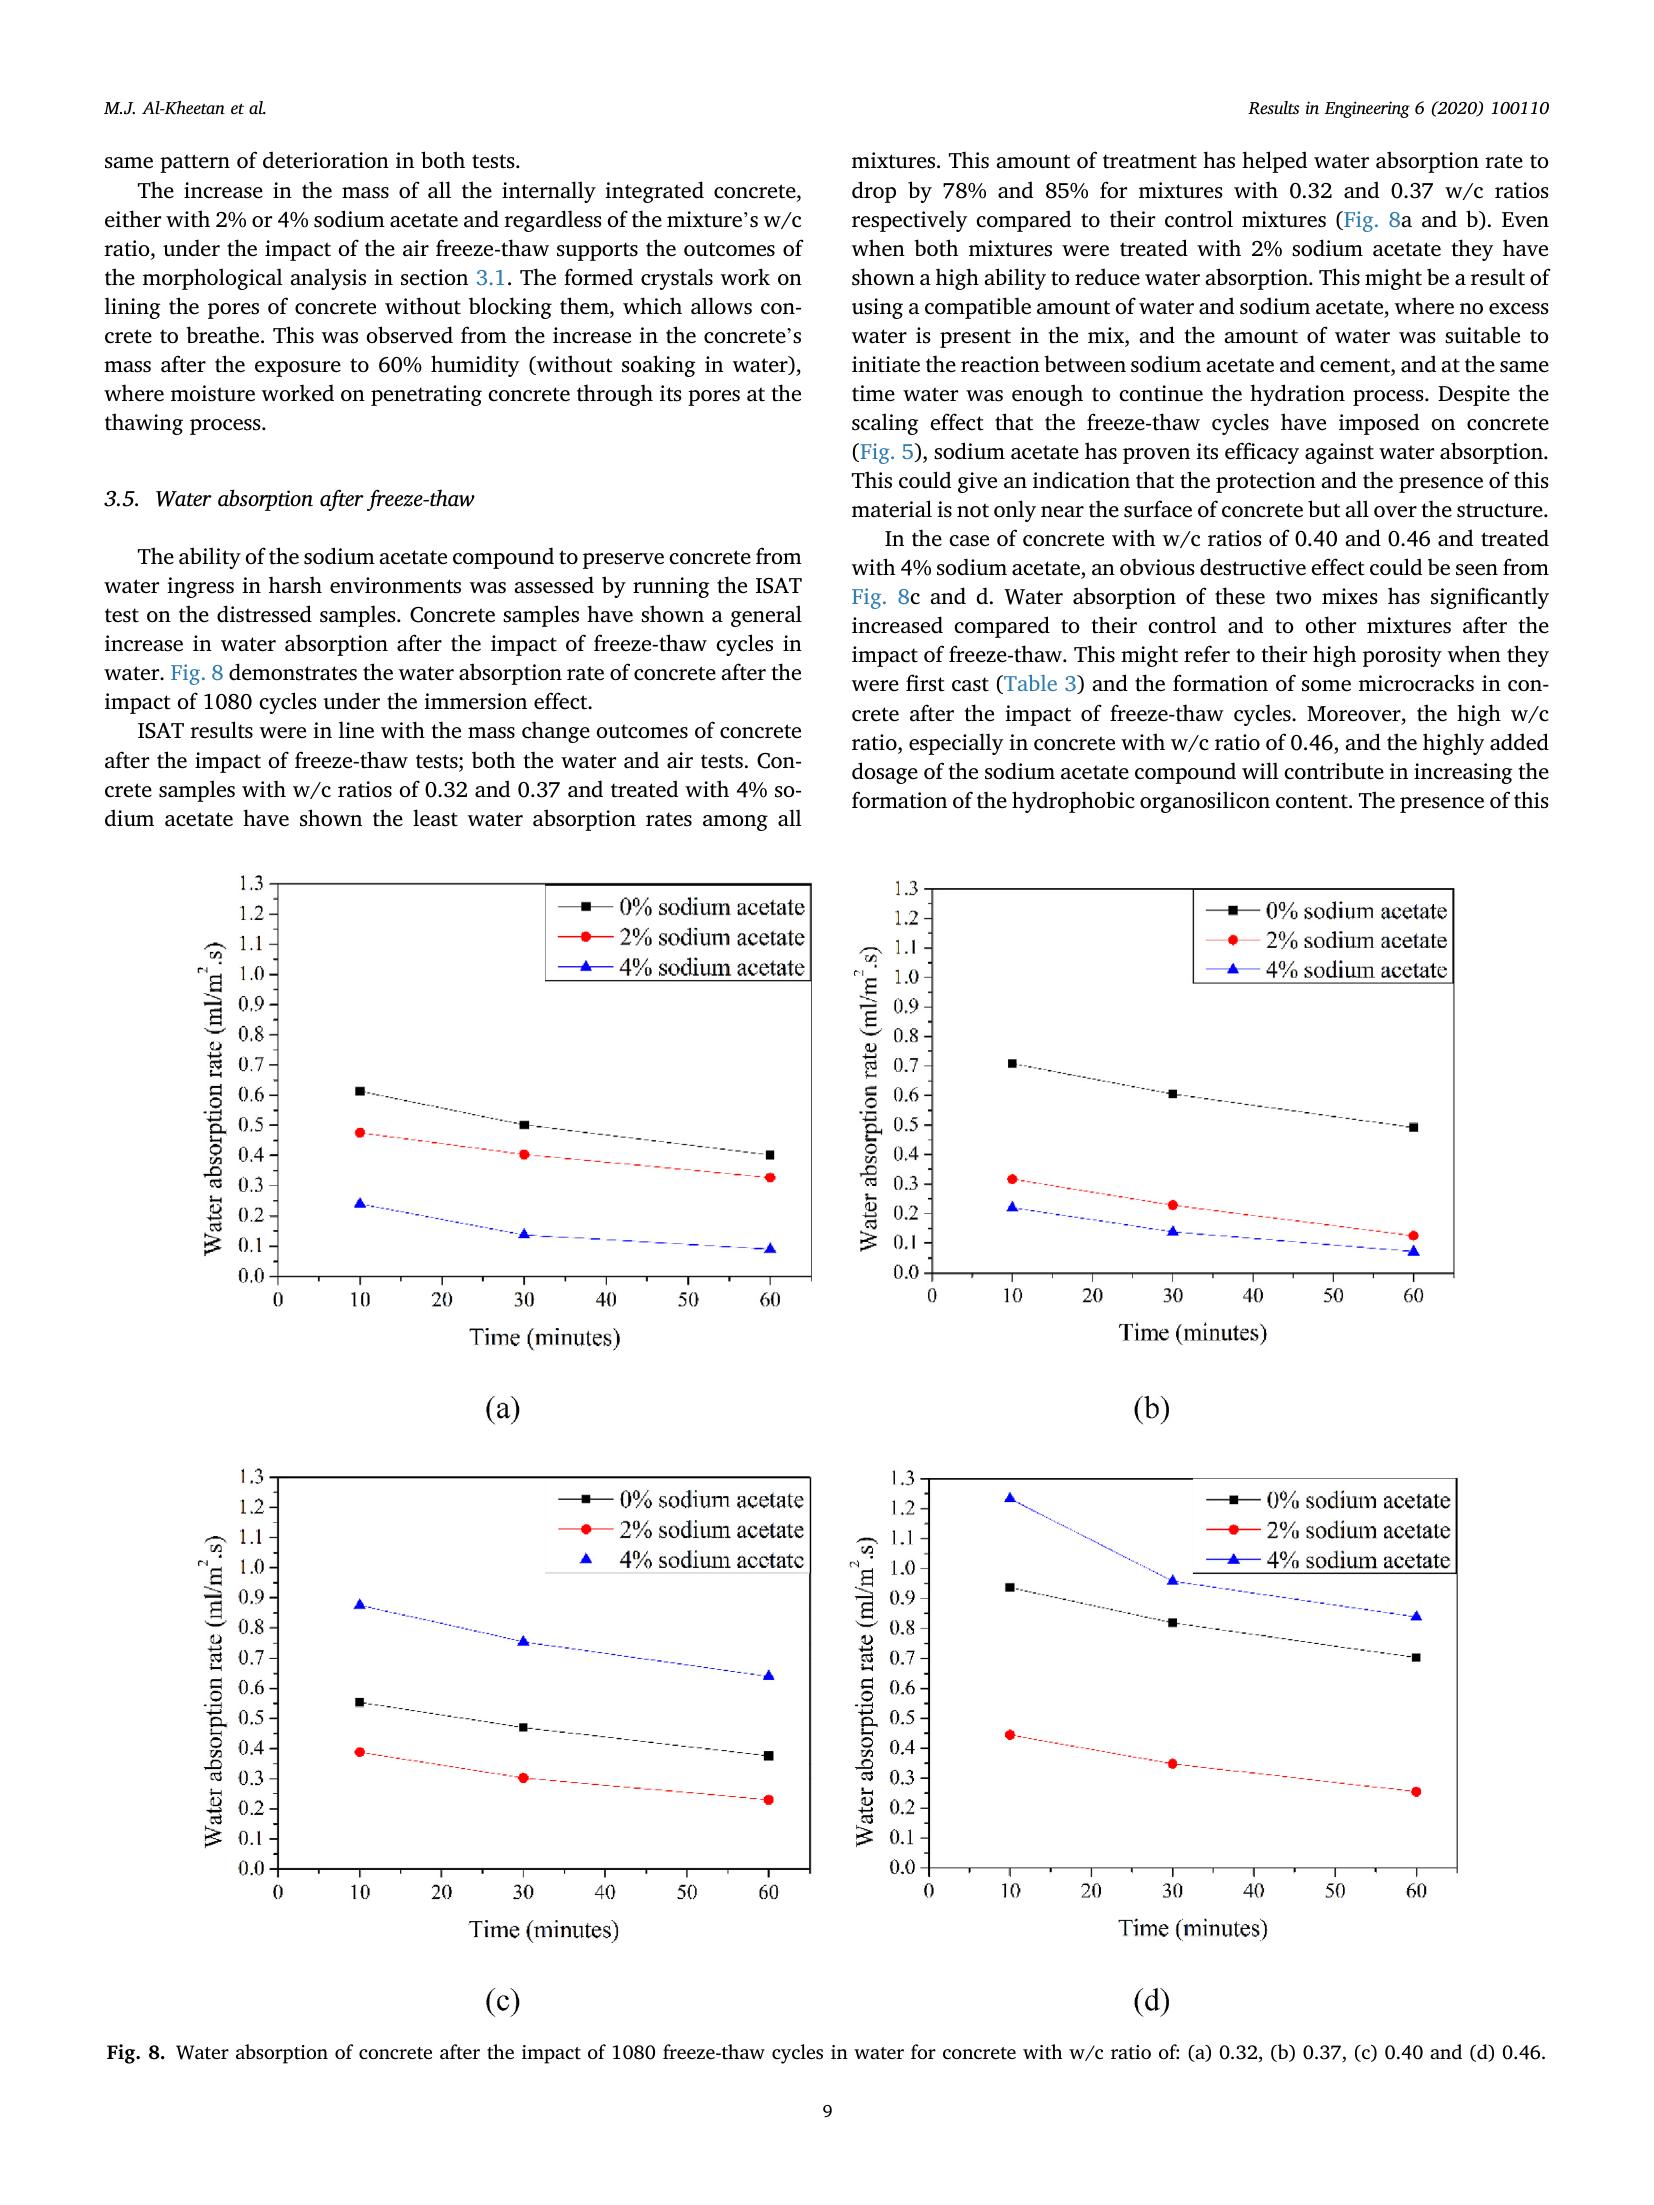 M.J. Al-Kheetan et al.
Results in Engineering 6 (2020) 100110
same pattern of deterioration in both tests.
The increase in the mass of all the internally integrated concrete,
either with 2% or 4% sodium acetate and regardless of the mixture's w/c
ratio, under the impact of the air freeze-thaw supports the outcomes of
the morphological analysis in section 3.1. The formed crystals work on
lining the pores of concrete without blocking them, which allows con-
crete to breathe. This was observed from the increase in the concrete's
mass after the exposure to 60% humidity (without soaking in water),
where moisture worked on penetrating concrete through its pores at the
thawing process.
3.5. Water absorption after freeze-thaw
The ability of the sodium acetate compound to preserve concrete from
water ingress in harsh environments was assessed by running the ISAT
test on the distressed samples. Concrete samples have shown a general
increase in water absorption after the impact of freeze-thaw cycles in
water. Fig. 8 demonstrates the water absorption rate of concrete after the
impact of 1080 cycles under the immersion effect.
ISAT results were in line with the mass change outcomes of concrete
after the impact of freeze-thaw tests; both the water and air tests. Con-
crete samples with w/c ratios of 0.32 and 0.37 and treated with 4% so-
dium acetate have shown the least water absorption rates among all
mixtures. This amount of treatment has helped water absorption rate to
drop by 78% and 85% for mixtures with 0.32 and 0.37 w/c ratios
respectively compared to their control mixtures (Fig. 8a and b). Even
when both mixtures were treated with 2% sodium acetate they have
shown a high ability to reduce water absorption. This might be a result of
using a compatible amount of water and sodium acetate, where no excess
water is present in the mix, and the amount of water was suitable to
initiate the reaction between sodium acetate and cement, and at the same
time water was enough to continue the hydration process. Despite the
scaling effect that the freeze-thaw cycles have imposed on concrete
(Fig. 5), sodium acetate has proven its efficacy against water absorption.
This could give an indication that the protection and the presence of this
material is not only near the surface of concrete but all over the structure.
In the case of concrete with w/c ratios of 0.40 and 0.46 and treated
with 4% sodium acetate, an obvious destructive effect could be seen from
Fig. 8c and d. Water absorption of these two mixes has significantly
increased compared to their control and to other mixtures after the
impact of freeze-thaw. This might refer to their high porosity when they
were first cast (Table 3) and the formation of some microcracks in con-
crete after the impact of freeze-thaw cycles. Moreover, the high w/c
ratio, especially in concrete with w/c ratio of 0.46, and the highly added
dosage of the sodium acetate compound will contribute in increasing the
formation of the hydrophobic organosilicon content. The presence of this
Water absorption rate (ml/m².s)
1.3
1.2
1.1
1.0
0.9
0.8
0.7
0.6
0.5
0.4
0.3
0.2
0.1
0.0
0% sodium acetate
2% sodium acetate
4% sodium acetate
0 10 20 30 40 50 60
Time (minutes)
(a)
Water absorption rate (ml/m².s)
1.3
1.2
1.1
1.0
0.9
0.8
0.7
0.6
0.5
0.4
0.3
0.2
0.1
0.0
0% sodium acetate
2% sodium acetate
4% sodium acetate
0 10 20 30 40 50 60
Time (minutes)
(b)
Water absorption rate (ml/m².s)
1.3
1.2
1.1
1.0
0.9
0.8
0.7
0.6
0.5
0.4
0.3
0.2
0.1
0.0
0% sodium acetate
2% sodium acetate
4% sodium acetate
0 10 20 30 40 50 60
Time (minutes)
(c)
Water absorption rate (ml/m².s)
1.3
1.2
1.1
1.0
0.9
0.8
0.7
0.6
0.5
0.4
0.3
0.2
0.1
0.0
0% sodium acetate
2% sodium acetate
4% sodium acetate
0 10 20 30 40 50 60
Time (minutes)
(d)
Fig. 8. Water absorption of concrete after the impact of 1080 freeze-thaw cycles in water for concrete with w/c ratio of: (a) 0.32, (b) 0.37, (c) 0.40 and (d) 0.46.
9